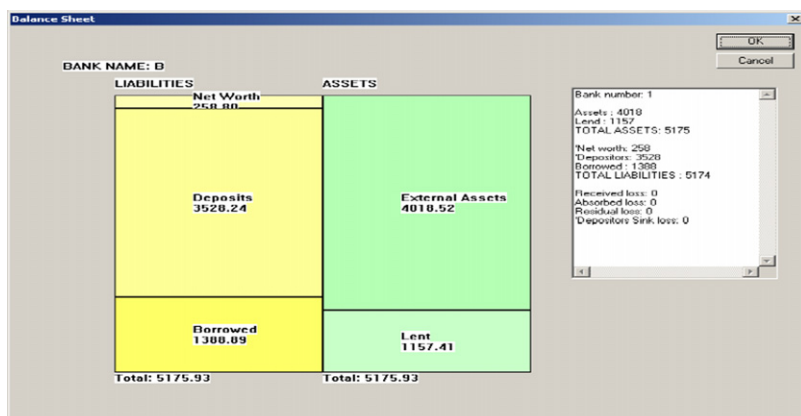 Balance Sheet
OK
Cancel
BANK NAME: B
LIABILITIES ASSETS
Net Worth
258.80
Deposits
3528.24
External Assets
4018.52
Borrowed
1388.89
Lent
1157.41
Total: 5175.93 Total: 5175.93
Bank number: 1
Assets : 4018
Lend : 1157
TOTAL ASSETS: 5175
'Net worth: 258
'Depositors: 3528
Borrowed : 1388
TOTAL LIABILITIES : 5174
Received loss: 0
Absorbed loss: 0
Residual loss: 0
'Depositors Sink loss: 0